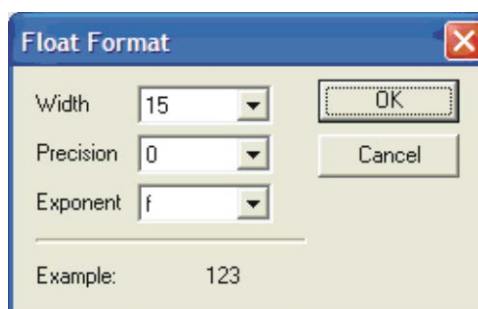 Float Format
Width 15 OK
Precision 0 Cancel
Exponent f
Example: 123